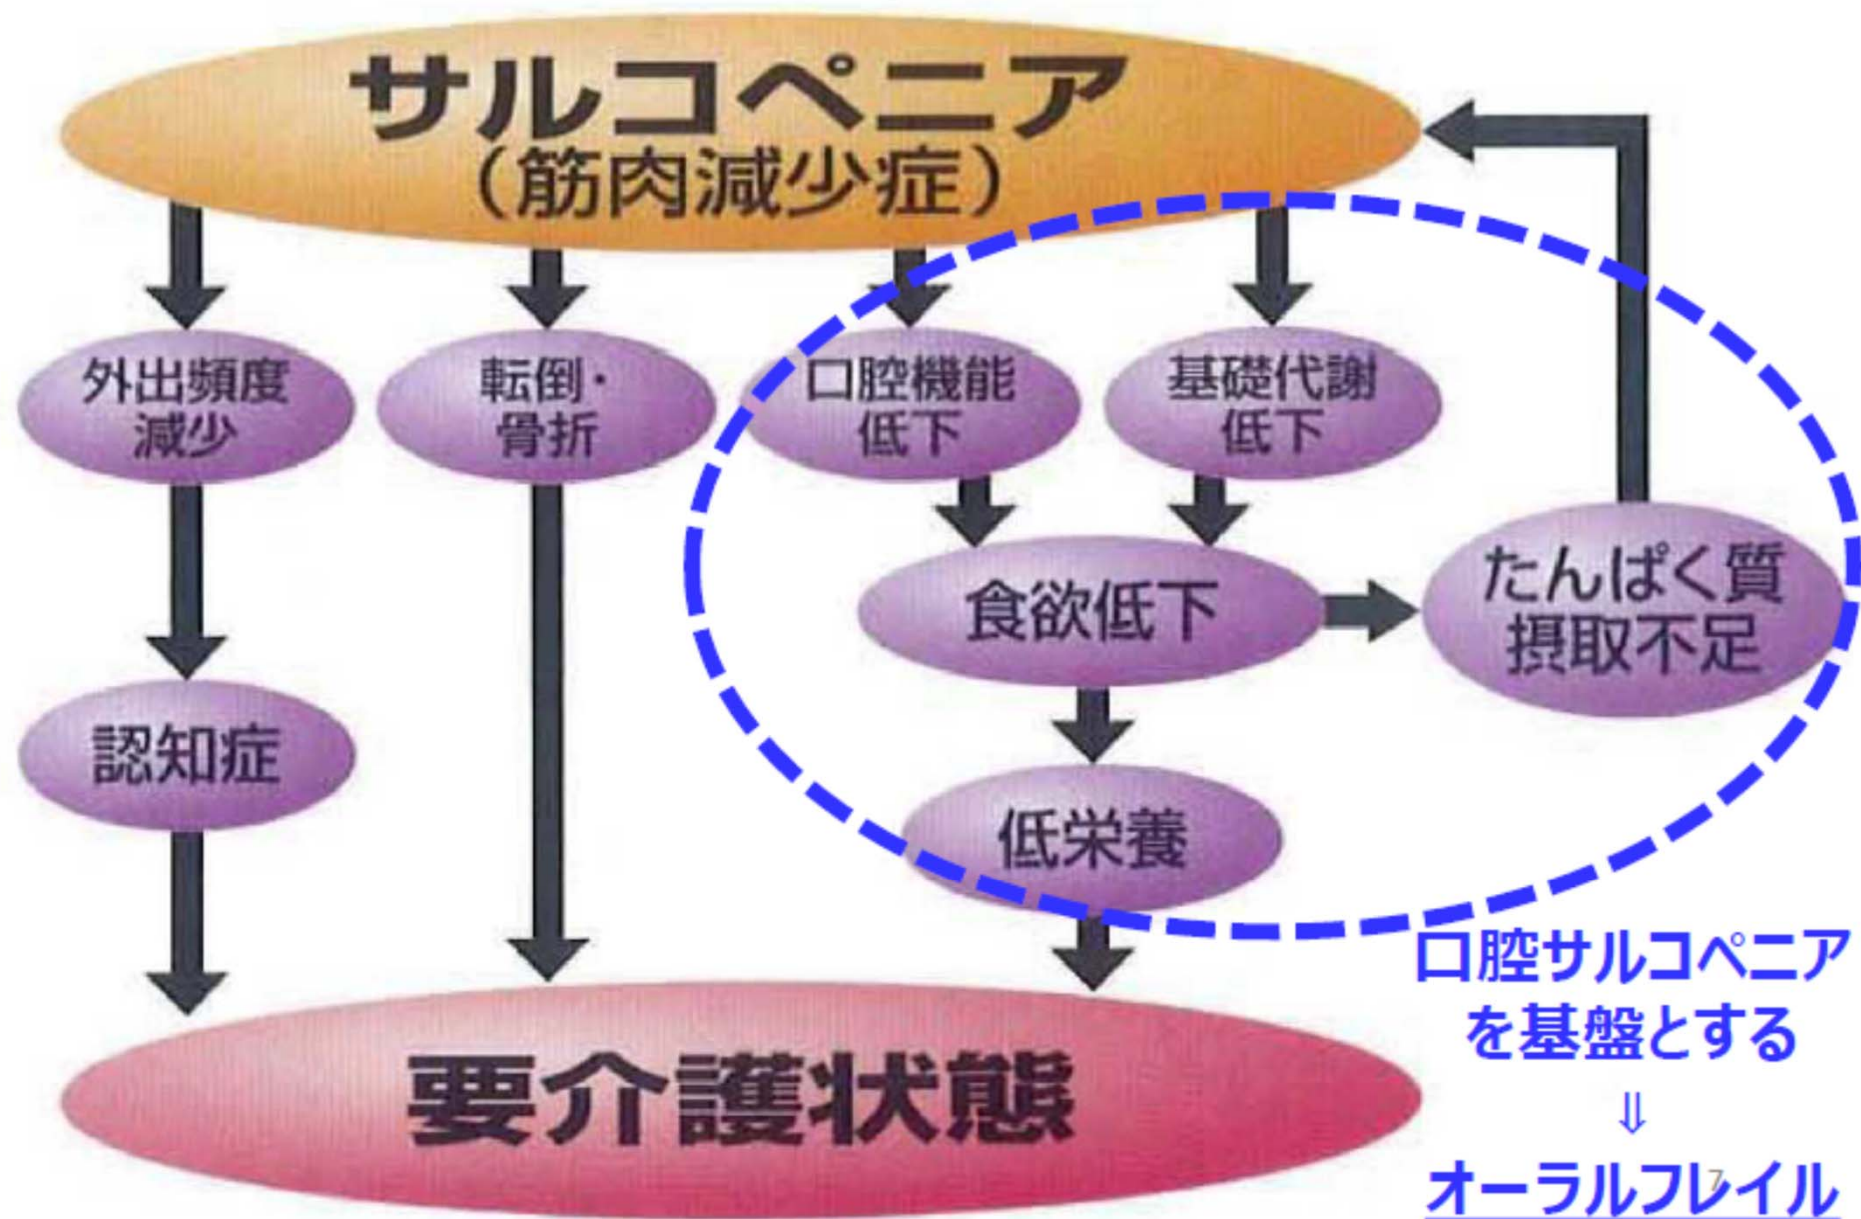 サルコペニア
（筋肉減少症）
外出頻度
減少
転倒・
骨折
口腔機能
低下
基礎代謝
低下
食欲低下
たんぱく質
摂取不足
認知症
低栄養
要介護状態
口腔サルコペニア
を基盤とする
⇓
オーラルフレイル
7